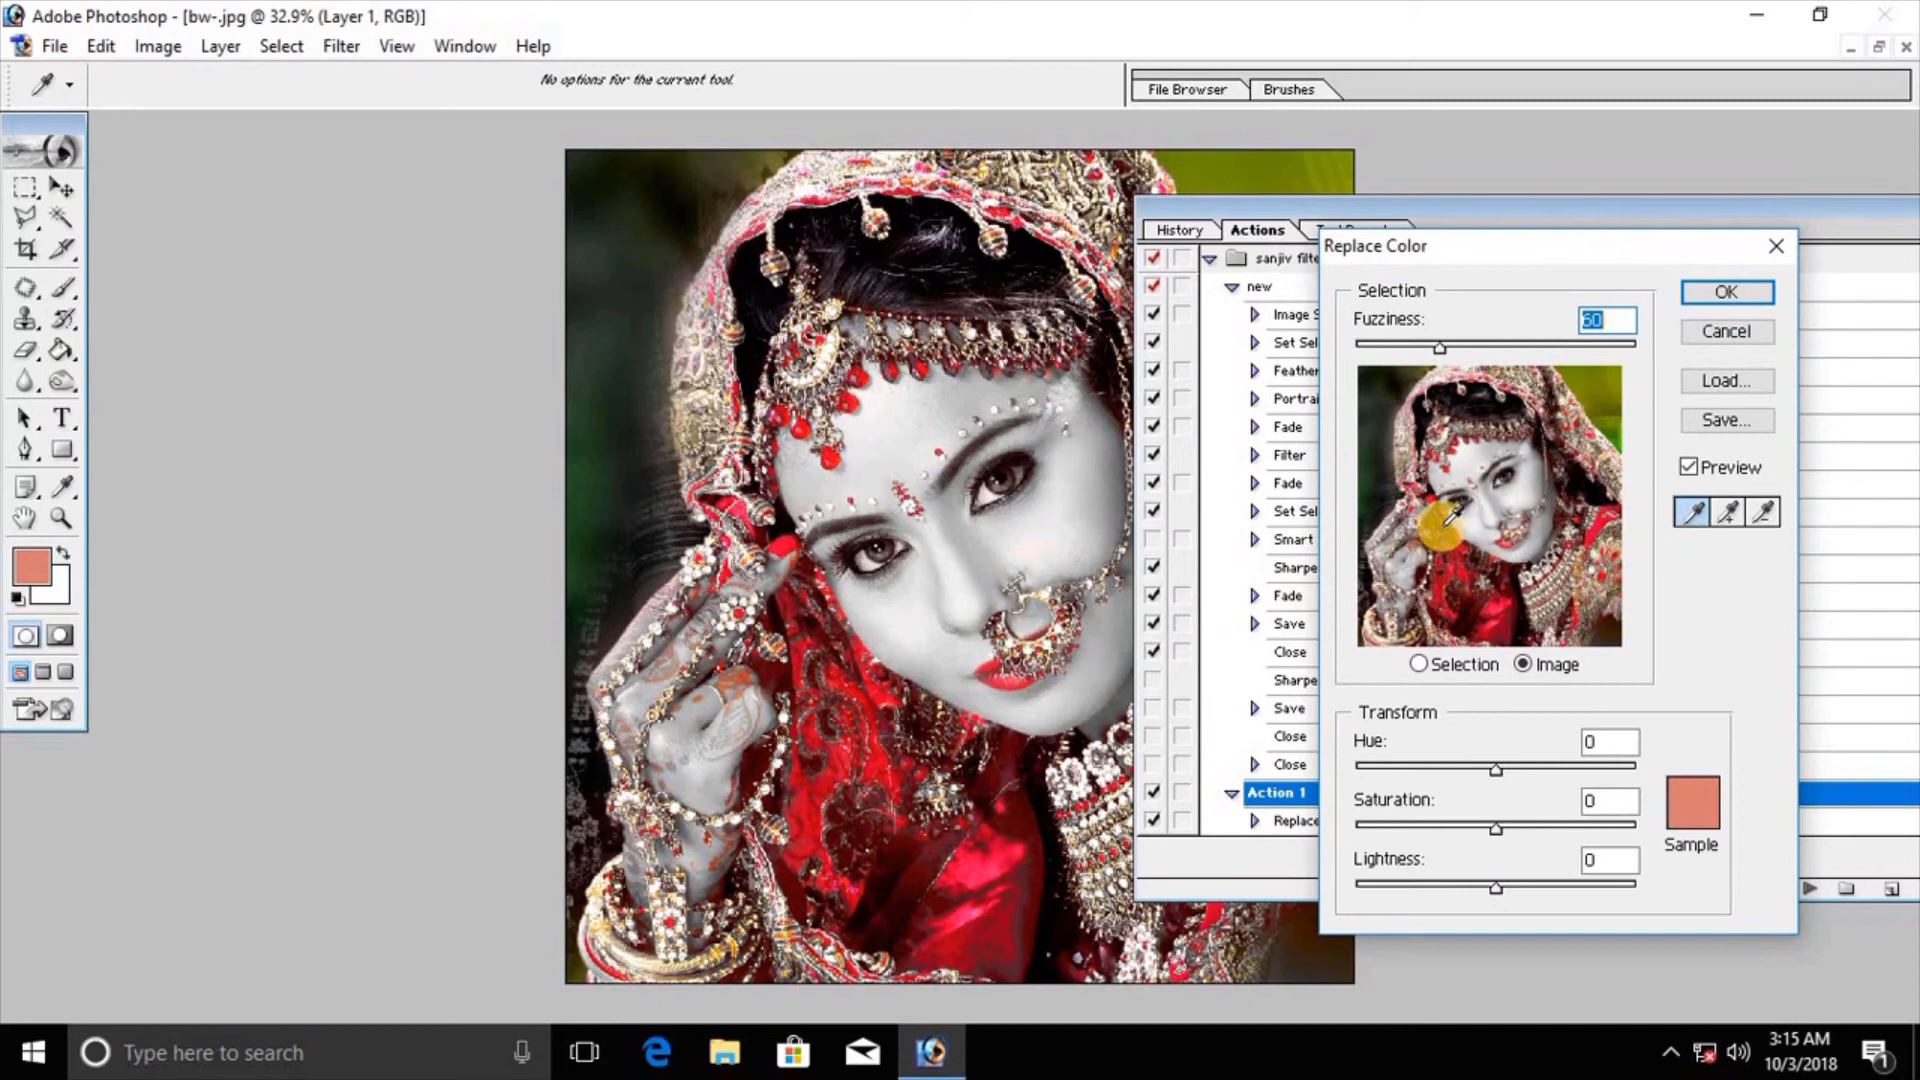 Adobe Photoshop - [bw-.jpg @ 32.9% (Layer 1, RGB)]
File Edit Image Layer Select Filter View Window Help
No options for the current tool.
File Browser Brushes
History Actions
sanjiv filte
new
Image S
Set Sel
Feather
Portrai
Fade
Filter
Fade
Set Sel
Smart
Sharpe
Fade
Save
Close
Sharpe
Save
Close
Close
Action 1
Replace
Replace Color
Selection
Fuzziness: 60
OK
Cancel
Load...
Save...
Preview
Selection Image
Transform
Hue: 0
Saturation: 0
Lightness: 0
Sample
T
Type here to search
3:15 AM
10/3/2018
1